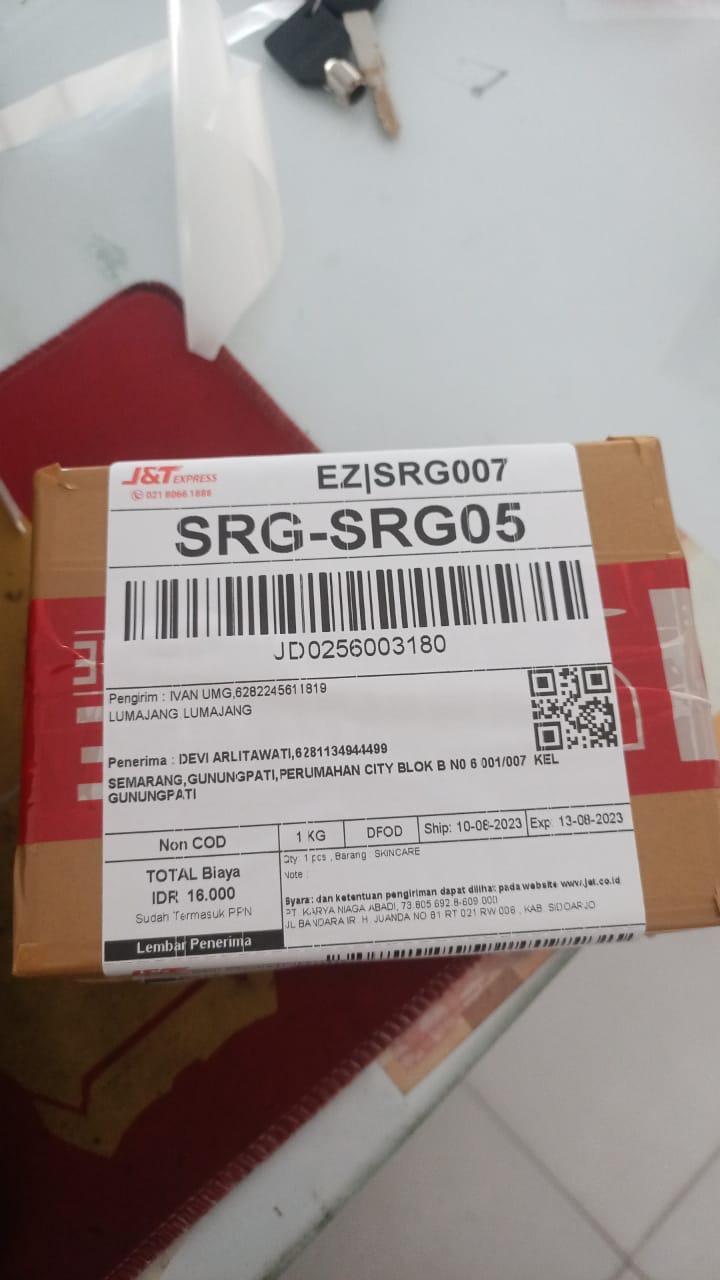 J&T EXPRESS
021 8066 1888
EZ|SRG007
SRG-SRG05
JD0256003180
Pengirim : IVAN UMG,6282245611819
LUMAJANG LUMAJANG
Penerima : DEVI ARLITAWATI,6281134944499
SEMARANG,GUNUNGPATI,PERUMAHAN CITY BLOK B N0 6 001/007 KEL
GUNUNGPATI
Non COD
1 KG
DFOD
Ship: 10-08-2023
Exp: 13-08-2023
TOTAL Biaya
IDR 16.000
Sudah Termasuk PPN
Lembar Penerima
Qty 1 pcs , Barang : SKINCARE
Note :
Syarat dan ketentuan pengiriman dapat dilihat pada website www.jet.co.id
PT. KARYA NIAGA ABADI, 73.805.692.8-609.000
JL BANDARA IR. H. JUANDA NO 81 RT 021 RW 006 , KAB. SIDOARJO